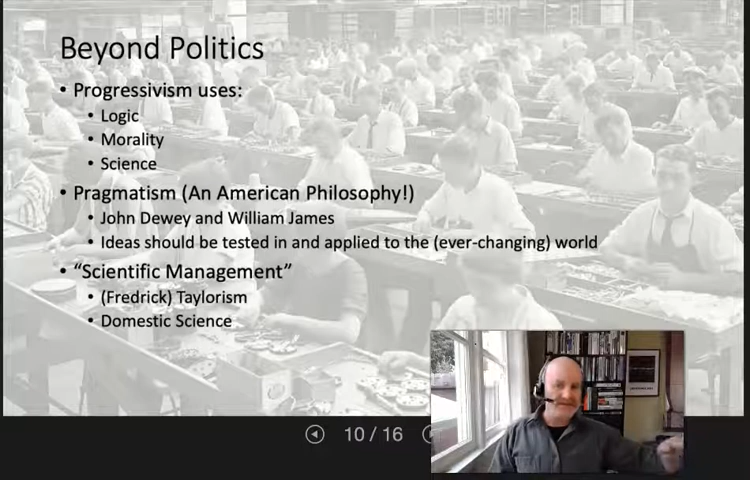 Beyond Politics
• Progressivism uses:
• Logic
• Morality
• Science
• Pragmatism (An American Philosophy!)
• John Dewey and William James
• Ideas should be tested in and applied to the (ever-changing) world
• “Scientific Management”
• (Fredrick) Taylorism
• Domestic Science
10 / 16